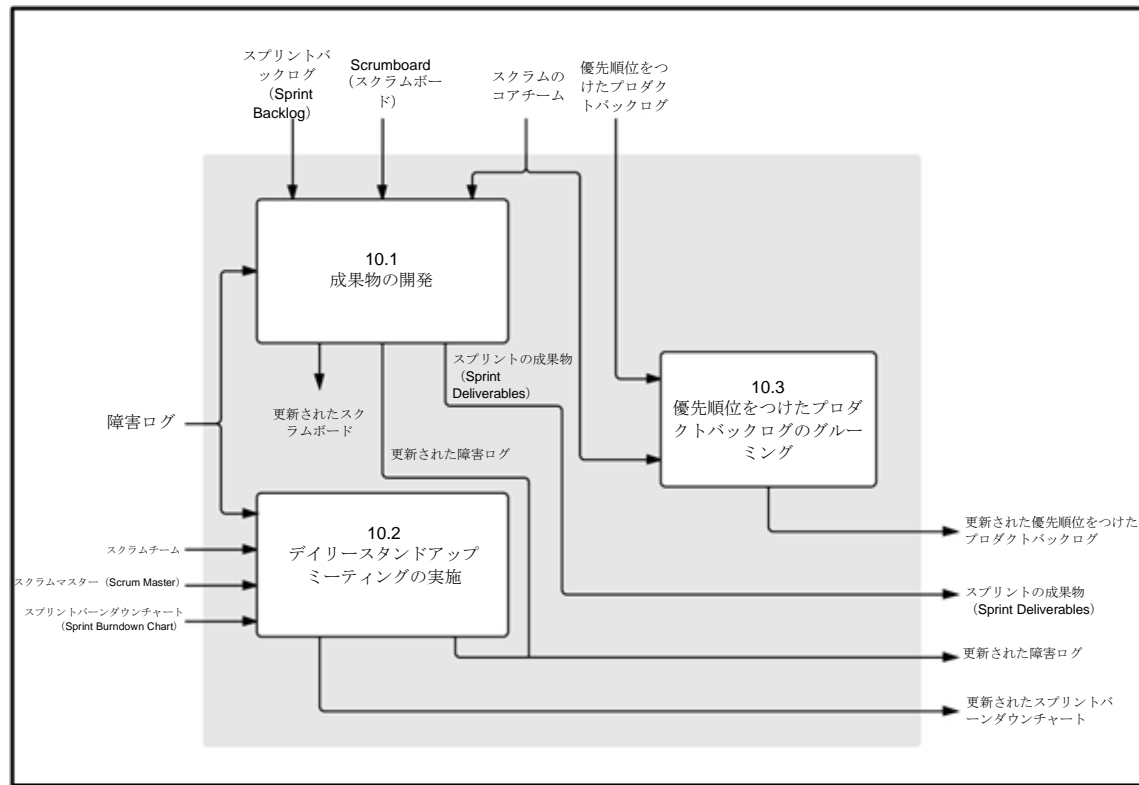 スプリントバ
ックログ
（Sprint
Backlog）
Scrumboard
（スクラムボー
ド）
スクラムの
コアチーム
優先順位をつ
けたプロダク
トバックログ
10.1
成果物の開発
スプリントの成果物
（Sprint
Deliverables）
10.3
優先順位をつけたプロダ
クトバックログのグルー
ミング
障害ログ
更新されたスク
ラムボード
更新された障害ログ
10.2
デイリースタンドアップ
ミーティングの実施
スクラムチーム
スクラムマスター（Scrum Master）
スプリントバーンダウンチャート
（Sprint Burndown Chart）
更新された優先順位をつけた
プロダクトバックログ
スプリントの成果物
（Sprint Deliverables）
更新された障害ログ
更新されたスプリントバ
ーンダウンチャート